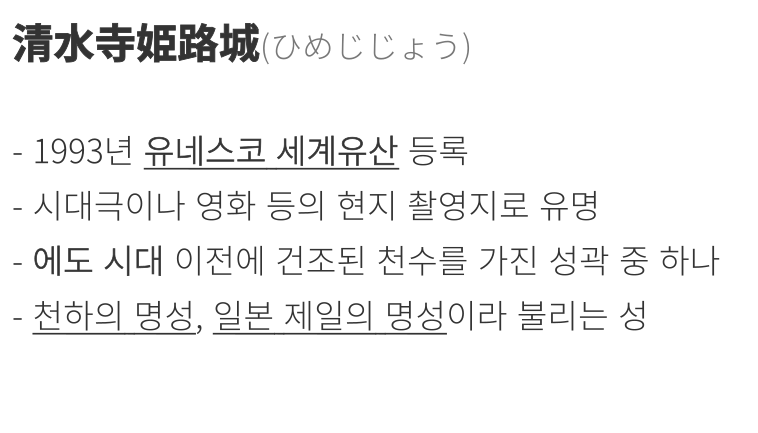 清水寺姫路城(ひめじじょう)
- 1993년 유네스코 세계유산 등록
- 시대극이나 영화 등의 현지 촬영지로 유명
- 에도 시대 이전에 건조된 천수를 가진 성곽 중 하나
- 천하의 명성, 일본 제일의 명성이라 불리는 성